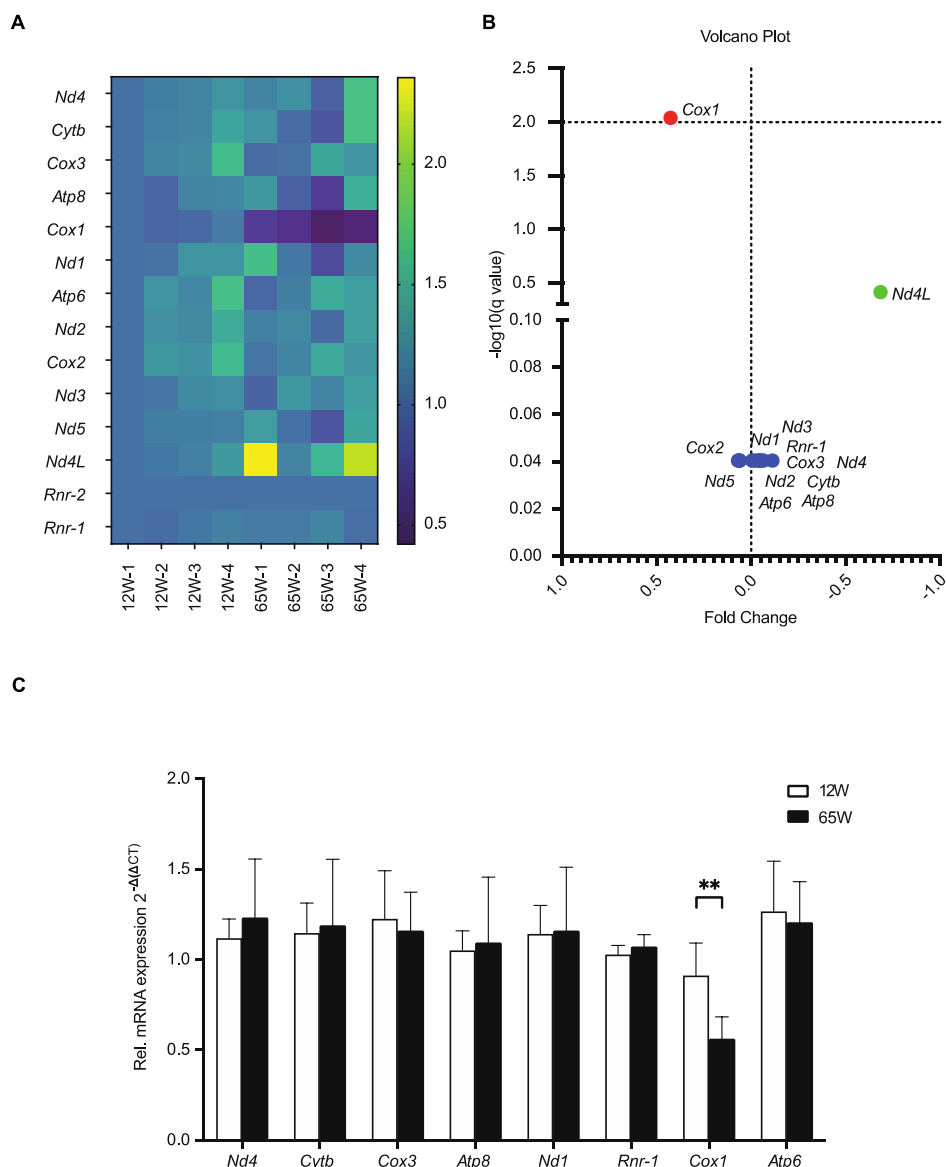 A
Nd4
Cytb
Cox3
Atp8
Cox1
Nd1
Atp6
Nd2
Cox2
Nd3
Nd5
Nd4L
Rnr-2
Rnr-1
12W-1
12W-2
12W-3
12W-4
65W-1
65W-2
65W-3
65W-4
2.0
1.5
1.0
0.5
B
Volcano Plot
2.5
2.0
1.5
1.0
0.5
0.10
0.08
0.06
0.04
0.02
0.00
-log10(q value)
Cox1
Nd4L
Nd3
Cox2 Nd1 Rnr-1
Cox3 Nd4
Nd5 Nd2 Cytb
Atp6 Atp8
1.0 0.5 0.0 -0.5 -1.0
Fold Change
C
2.0
1.5
1.0
0.5
0.0
Rel. mRNA expression 2-Δ(ΔCT)
12W
65W
**
Nd4 Cytb Cox3 Atp8 Nd1 Rnr-1 Cox1 Atp6